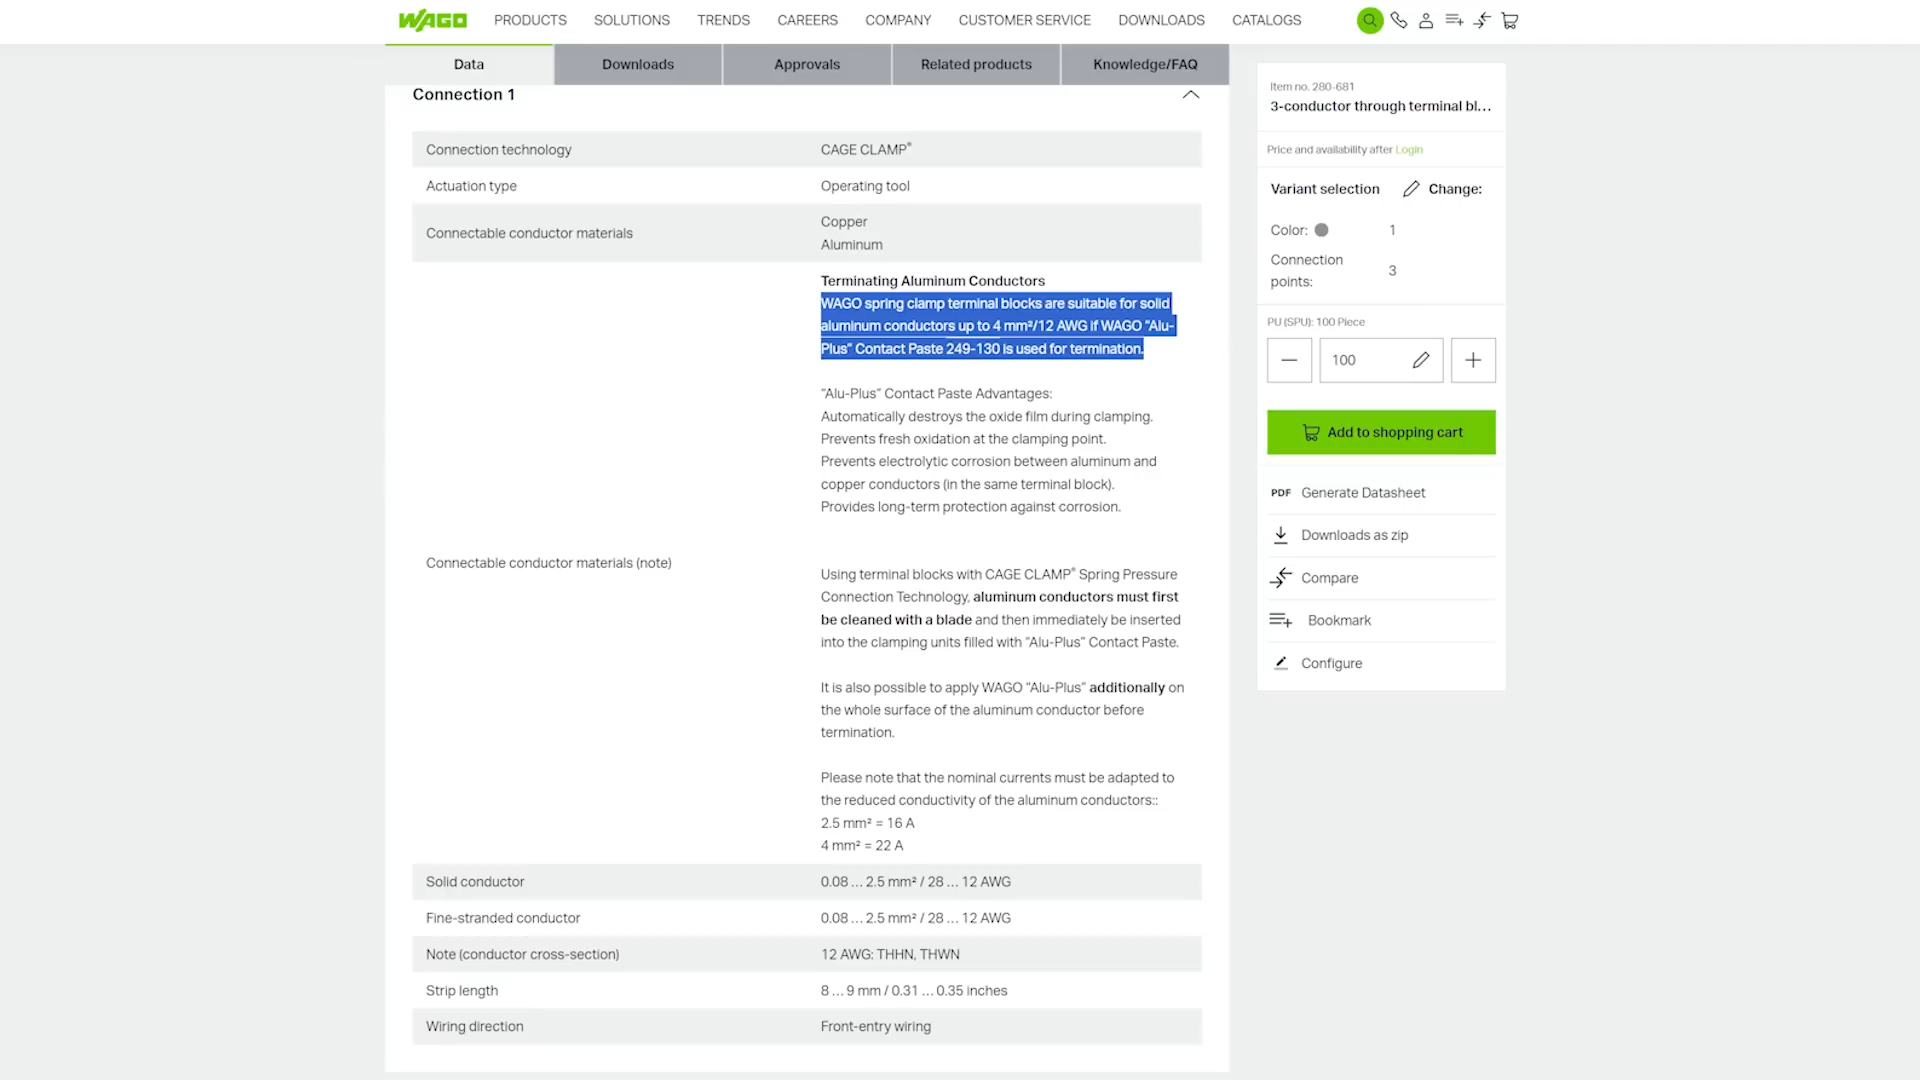 WAGO PRODUCTS SOLUTIONS TRENDS CAREERS COMPANY CUSTOMER SERVICE DOWNLOADS CATALOGS
Data Downloads Approvals Related products Knowledge/FAQ
Connection 1
Connection technology CAGE CLAMP®
Actuation type Operating tool
Connectable conductor materials Copper
Aluminum
Connectable conductor materials (note)
Terminating Aluminum Conductors
WAGO spring clamp terminal blocks are suitable for solid
aluminum conductors up to 4 mm²/12 AWG if WAGO "Alu-
Plus" Contact Paste 249-130 is used for termination.
"Alu-Plus" Contact Paste Advantages:
Automatically destroys the oxide film during clamping.
Prevents fresh oxidation at the clamping point.
Prevents electrolytic corrosion between aluminum and
copper conductors (in the same terminal block).
Provides long-term protection against corrosion.
Using terminal blocks with CAGE CLAMP® Spring Pressure
Connection Technology, aluminum conductors must first
be cleaned with a blade and then immediately be inserted
into the clamping units filled with "Alu-Plus" Contact Paste.
It is also possible to apply WAGO "Alu-Plus" additionally on
the whole surface of the aluminum conductor before
termination.
Please note that the nominal currents must be adapted to
the reduced conductivity of the aluminum conductors::
2.5 mm² = 16 A
4 mm² = 22 A
Solid conductor 0.08 … 2.5 mm² / 28 … 12 AWG
Fine-stranded conductor 0.08 … 2.5 mm² / 28 … 12 AWG
Note (conductor cross-section) 12 AWG: THHN, THWN
Strip length 8 … 9 mm / 0.31 … 0.35 inches
Wiring direction Front-entry wiring
Item no. 280-681
3-conductor through terminal bl...
Price and availability after Login
Variant selection Change:
Color: 1
Connection
points: 3
PU (SPU): 100 Piece
100
Add to shopping cart
PDF Generate Datasheet
Downloads as zip
Compare
Bookmark
Configure